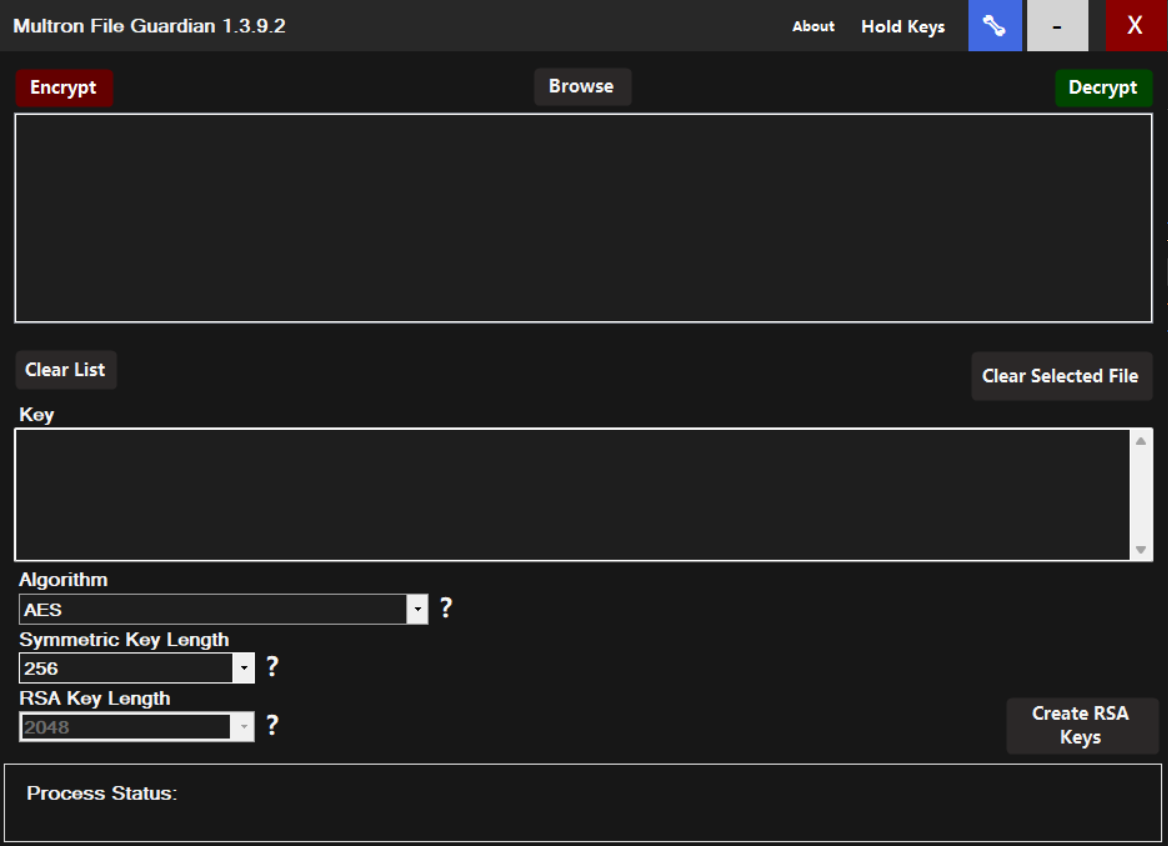 Multron File Guardian 1.3.9.2
About
Hold Keys
-
X
Encrypt
Browse
Decrypt
Clear List
Clear Selected File
Key
Algorithm
AES
?
Symmetric Key Length
256
?
RSA Key Length
2048
?
Create RSA
Keys
Process Status: